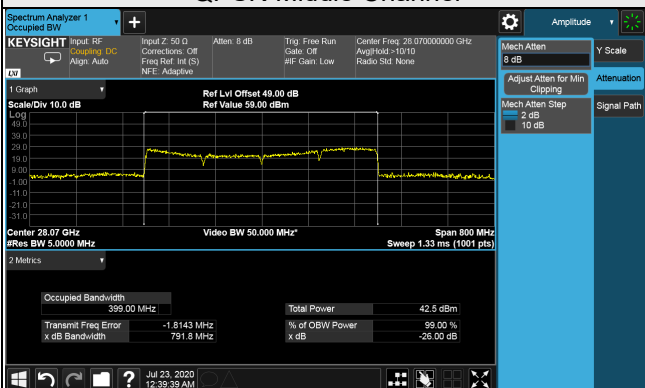 Spectrum Analyzer 1
Occupied BW
+
Amplitude
KEYSIGHT
Input: RF
Coupling: DC
Align: Auto
Input Z: 50 Ω
Corrections: Off
Freq Ref: Int (S)
NFE: Adaptive
Atten: 8 dB
Trig: Free Run
Gate: Off
#IF Gain: Low
Center Freq: 28.070000000 GHz
Avg|Hold:>10/10
Radio Std: None
LXI
Mech Atten
8 dB
Adjust Atten for Min
Clipping
Mech Atten Step
2 dB
10 dB
Y Scale
Attenuation
Signal Path
1 Graph
Scale/Div 10.0 dB
Ref Lvl Offset 49.00 dB
Ref Value 59.00 dBm
Log
49.0
39.0
29.0
19.0
9.00
-1.00
-11.0
-21.0
-31.0
Center 28.07 GHz
#Res BW 5.0000 MHz
Video BW 50.000 MHz*
Span 800 MHz
Sweep 1.33 ms (1001 pts)
2 Metrics
Occupied Bandwidth
399.00 MHz
Total Power 42.5 dBm
Transmit Freq Error -1.8143 MHz
% of OBW Power 99.00 %
x dB Bandwidth 791.8 MHz
x dB -26.00 dB
?
Jul 23, 2020
12:39:39 AM